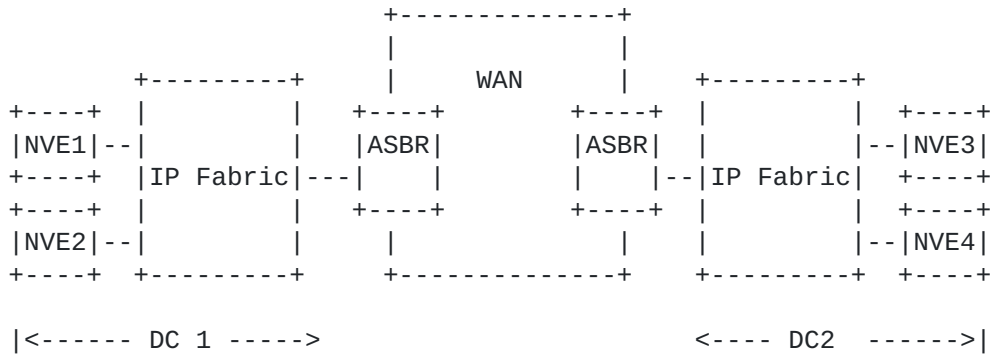 WAN
|NVE1|--| | |ASBR| |ASBR| | |--|NVE3|
|IP Fabric|---| | | |--|IP Fabric|
|NVE2|--| | | | | |--|NVE4|
|<------ DC 1 -----> <---- DC2 ------>|